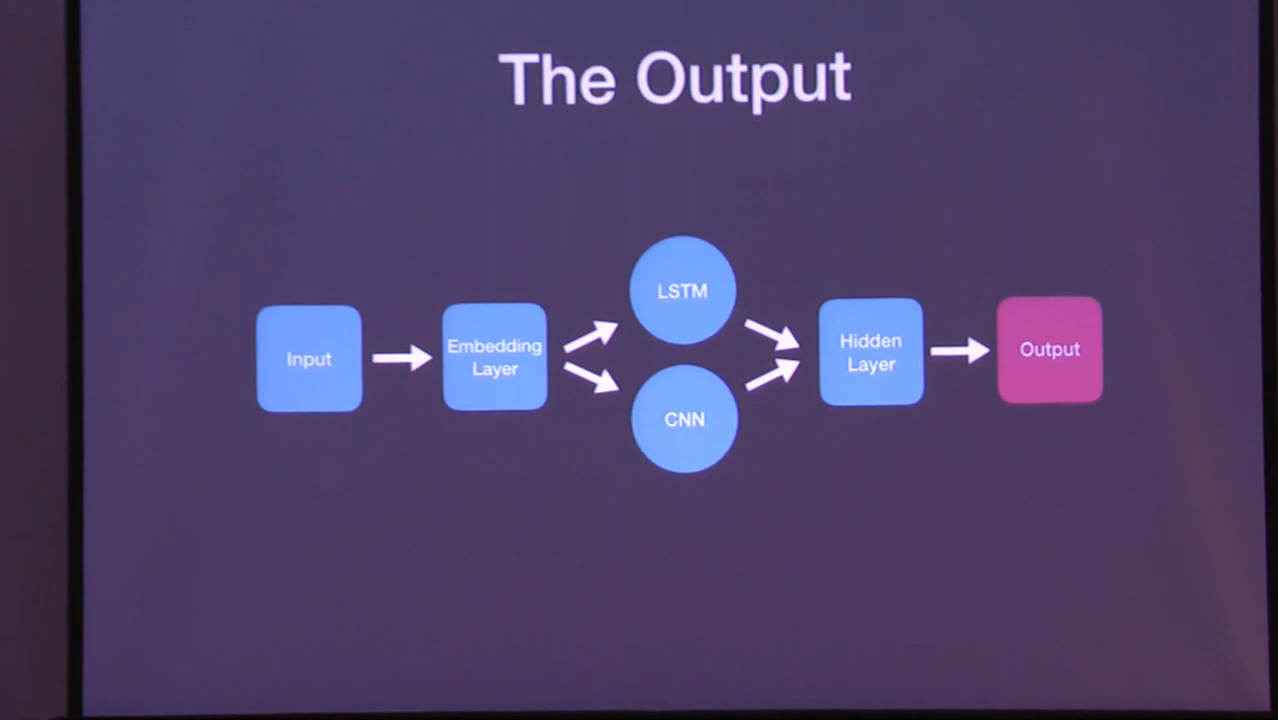 The Output
Input
Embedding
Layer
LSTM
CNN
Hidden
Layer
Output